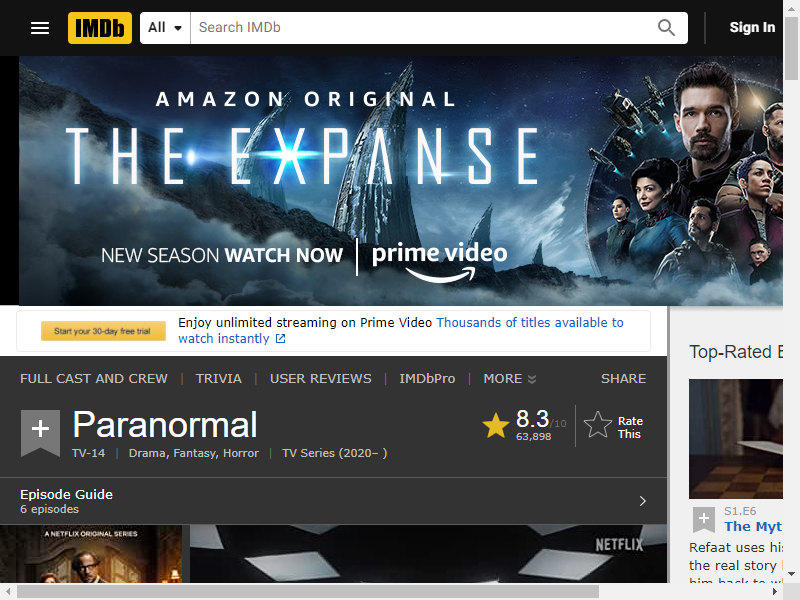 IMDb
All
Search IMDb
Sign In
AMAZON ORIGINAL
THE EXPANSE
NEW SEASON WATCH NOW
prime video
Start your 30-day free trial
Enjoy unlimited streaming on Prime Video Thousands of titles available to
watch instantly
FULL CAST AND CREW | TRIVIA | USER REVIEWS | IMDbPro | MORE
SHARE
Paranormal
8.3/10
63,898
Rate
This
TV-14 | Drama, Fantasy, Horror | TV Series (2020– )
Episode Guide
6 episodes
A NETFLIX ORIGINAL SERIES
NETFLIX
Top-Rated E
S1.E6
The Myt
Refaat uses his
the real story
him back to w